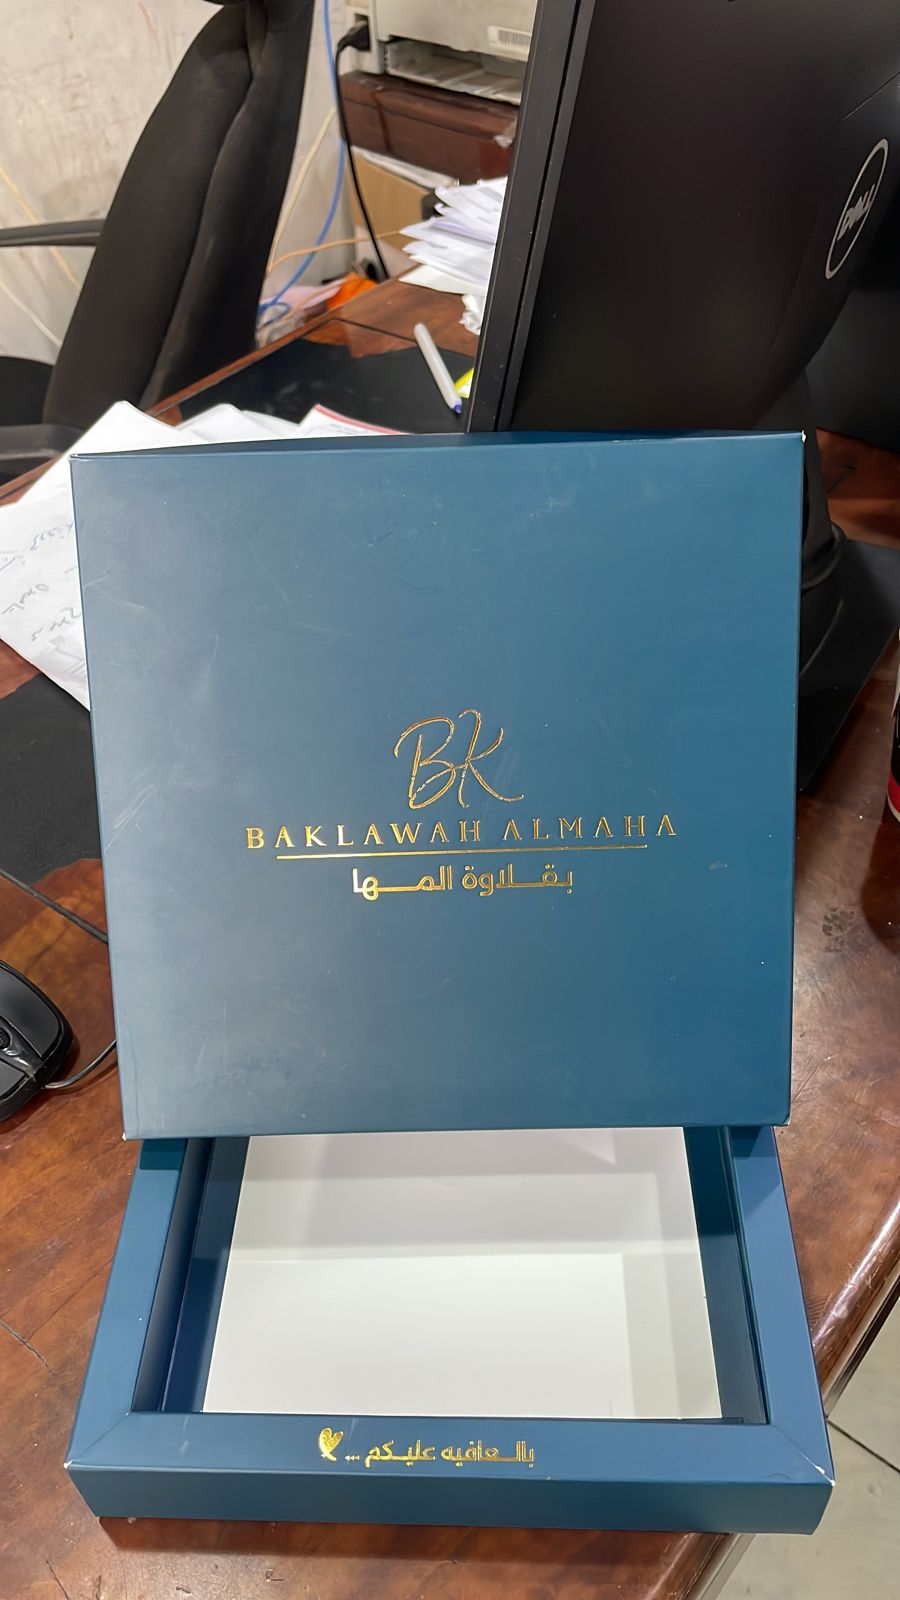 DELL
BK
BAKLAWAH ALMAHA
بقلاوة المها
بالعافيه عليكم ...